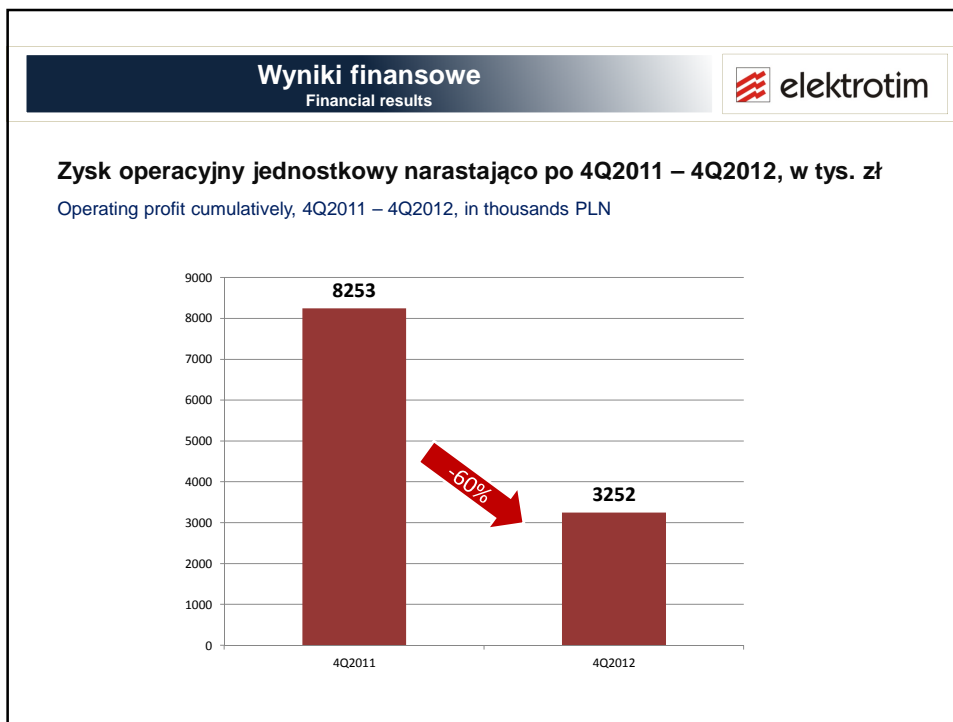 Wyniki finansowe
Financial results
elektrotim
Zysk operacyjny jednostkowy narastająco po 4Q2011 – 4Q2012, w tys. zł
Operating profit cumulatively, 4Q2011 – 4Q2012, in thousands PLN
9000
8253
8000
7000
6000
5000
-60%
4000
3252
3000
2000
1000
0
4Q2011
4Q2012